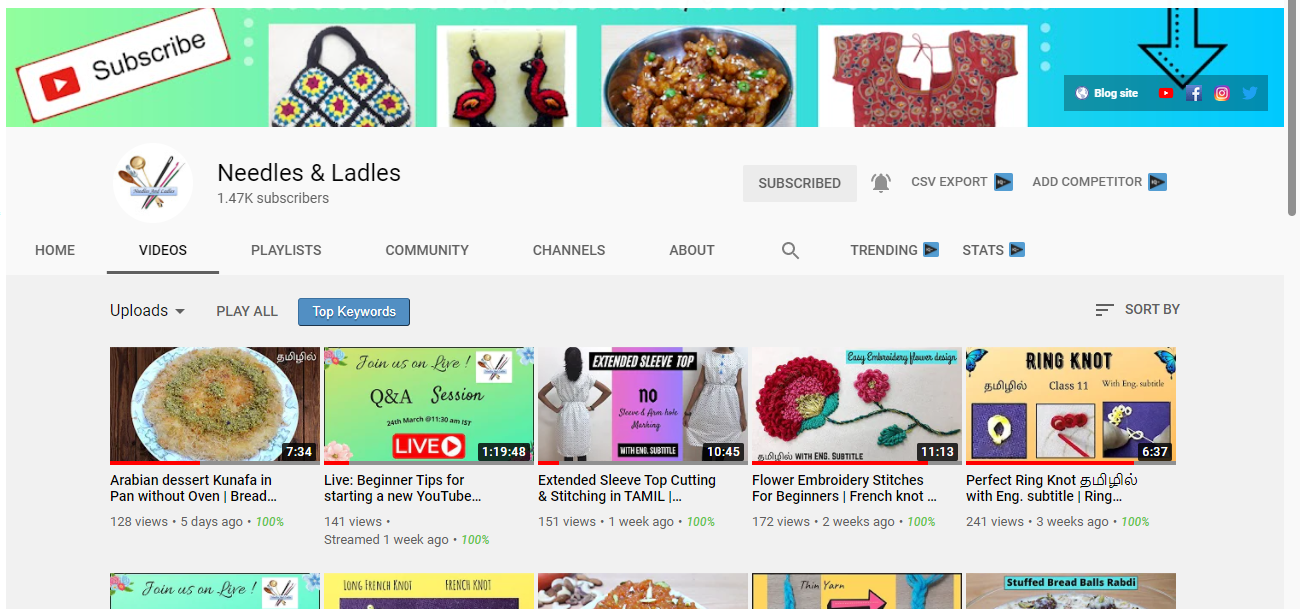 Subscribe
Blog site
Needles And Ladles
Needles & Ladles
1.47K subscribers
SUBSCRIBED
CSV EXPORT
ADD COMPETITOR
HOME
VIDEOS
PLAYLISTS
COMMUNITY
CHANNELS
ABOUT
TRENDING
STATS
Uploads
PLAY ALL
Top Keywords
SORT BY
தமிழில்
7:34
Join us on Live !
Q&A Session
24th March @11:30 am IST
LIVE
1:19:48
EXTENDED SLEEVE TOP
NO
Sleeve & Arm hole
Marking
WITH ENG. SUBTITLE
10:45
Easy Embroidery flower design
தமிழில் WITH ENG. SUBTITLE
11:13
RING KNOT
தமிழில்
Class 11
With Eng. subtitle
6:37
Arabian dessert Kunafa in
Pan without Oven | Bread...
128 views • 5 days ago • 100%
Live: Beginner Tips for
starting a new YouTube...
141 views •
Streamed 1 week ago • 100%
Extended Sleeve Top Cutting
& Stitching in TAMIL |...
151 views • 1 week ago • 100%
Flower Embroidery Stitches
For Beginners | French knot ...
172 views • 2 weeks ago • 100%
Perfect Ring Knot தமிழில்
with Eng. subtitle | Ring...
241 views • 3 weeks ago • 100%
Join us on Live !
LONG FRENCH KNOT
FRENCH KNOT
Thin Yarn
Stuffed Bread Balls Rabdi